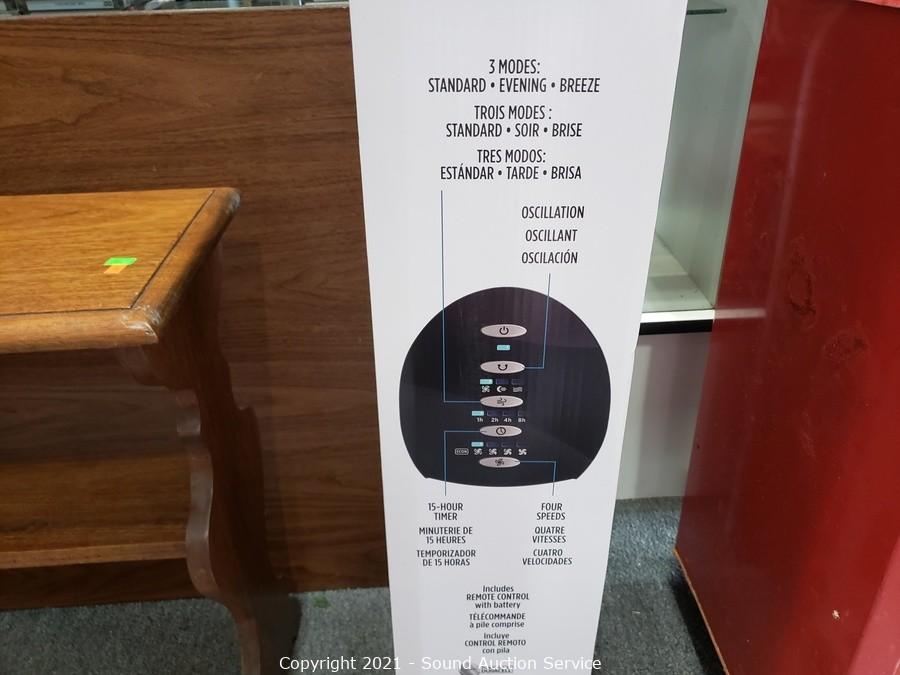 3 MODES:
STANDARD • EVENING • BREEZE
TROIS MODES :
STANDARD • SOIR • BRISE
TRES MODOS:
ESTÁNDAR • TARDE • BRISA
OSCILLATION
OSCILLANT
OSCILACIÓN
1h 2h 4h 8h
ECON
15-HOUR
TIMER
MINUTERIE DE
15 HEURES
TEMPORIZADOR
DE 15 HORAS
FOUR
SPEEDS
QUATRE
VITESSES
CUATRO
VELOCIDADES
Includes
REMOTE CONTROL
with battery
TÉLÉCOMMANDE
à pile comprise
Incluye
CONTROL REMOTO
con pila
DURACELL
Copyright 2021 - Sound Auction Service